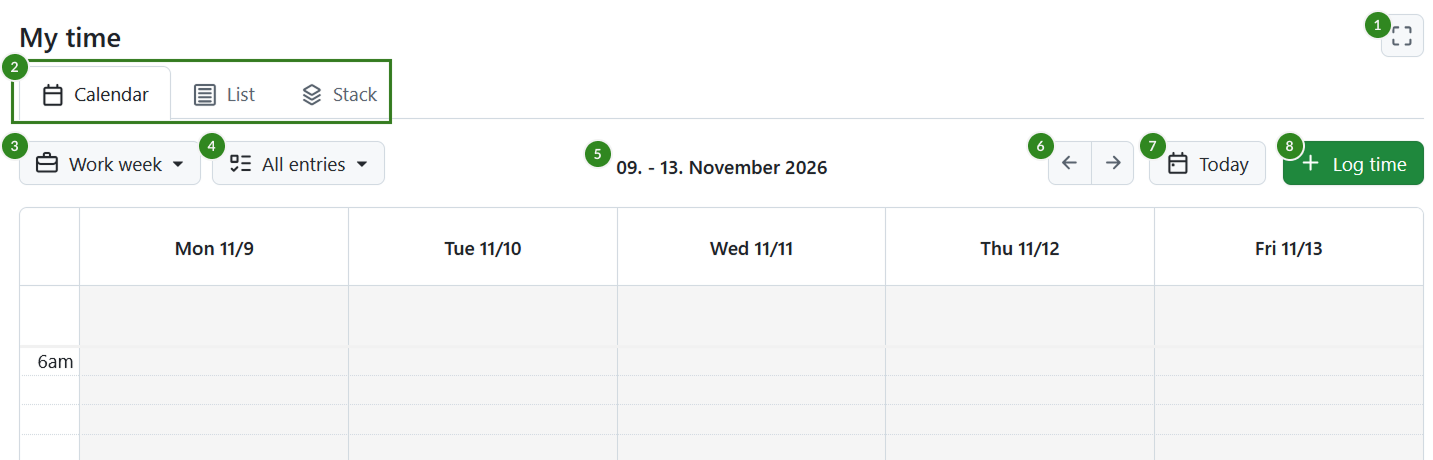 My time
1
2
Calendar List Stack
3 Work week 4 All entries 5 09. - 13. November 2026 6 7 Today 8 Log time
Mon 11/9 Tue 11/10 Wed 11/11 Thu 11/12 Fri 11/13
6am